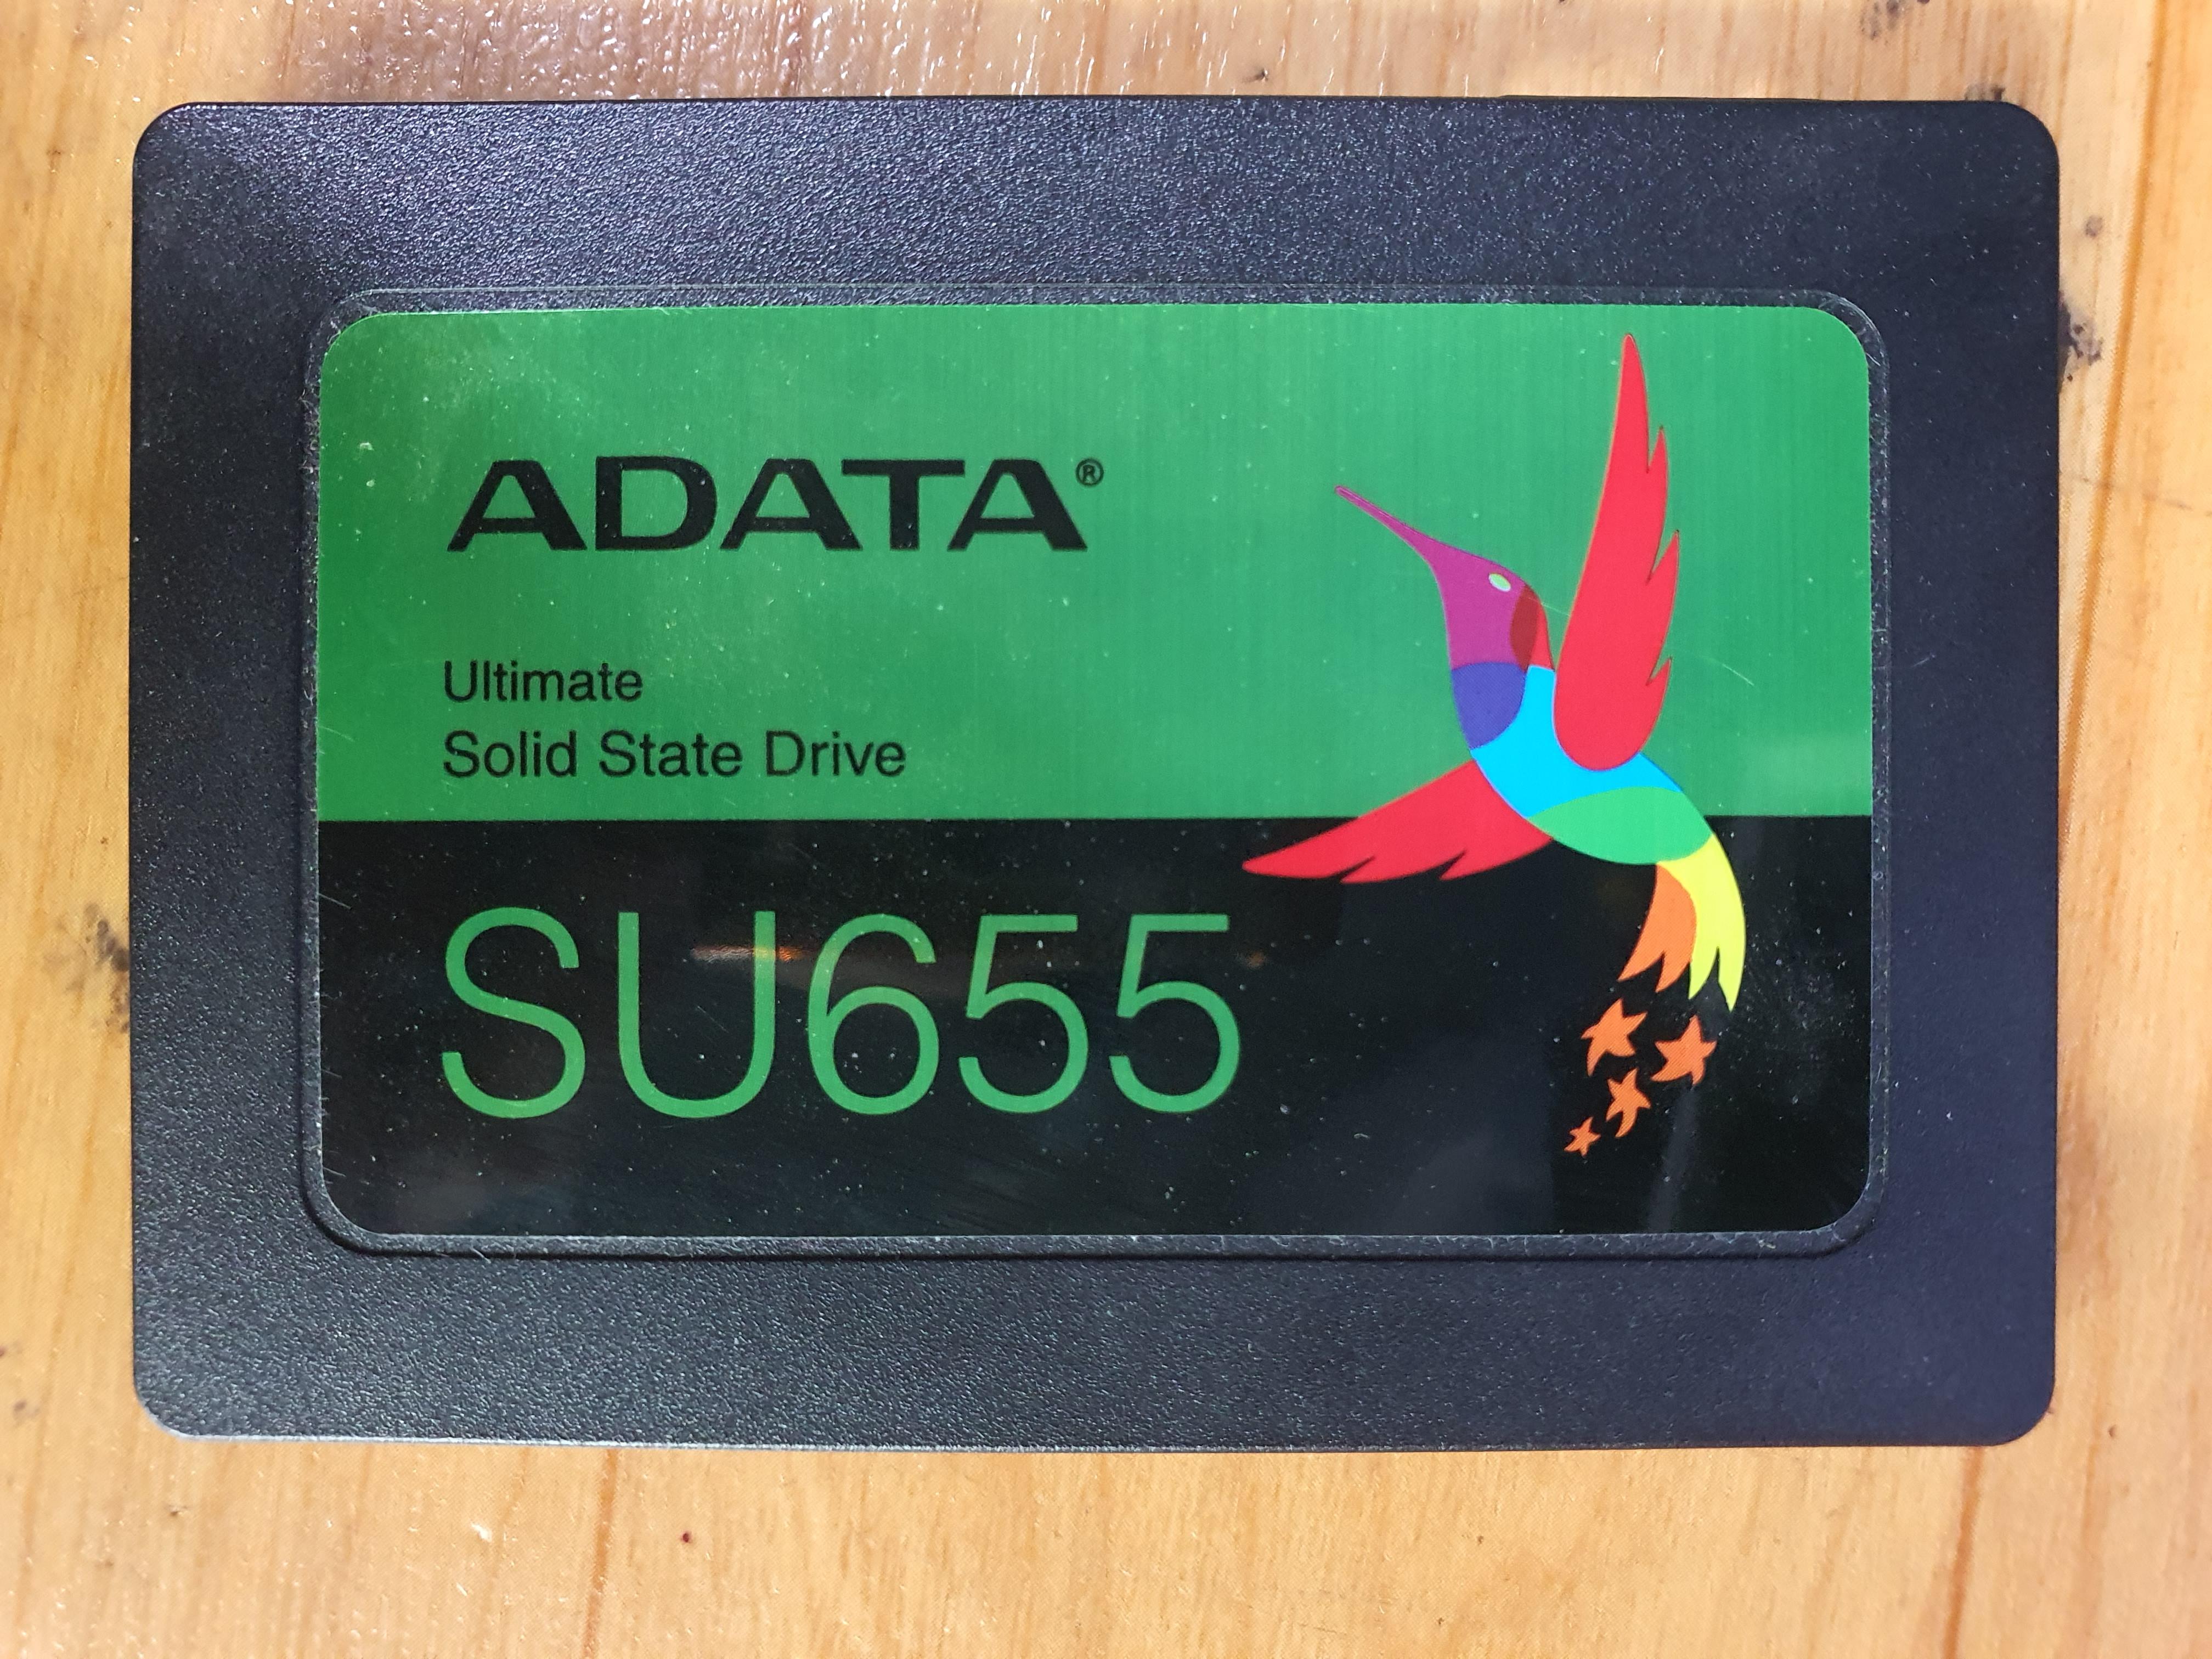 ADATA®
Ultimate
Solid State Drive
SU655